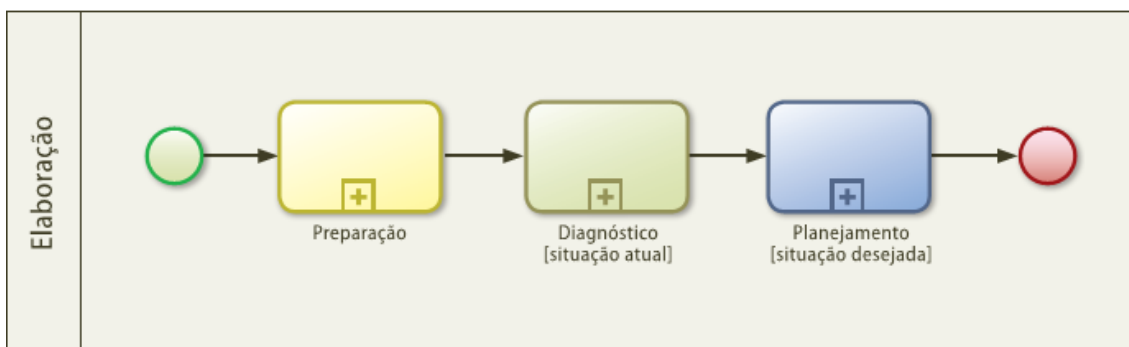 Elaboração
Preparação
Diagnóstico
[situação atual]
Planejamento
[situação desejada]